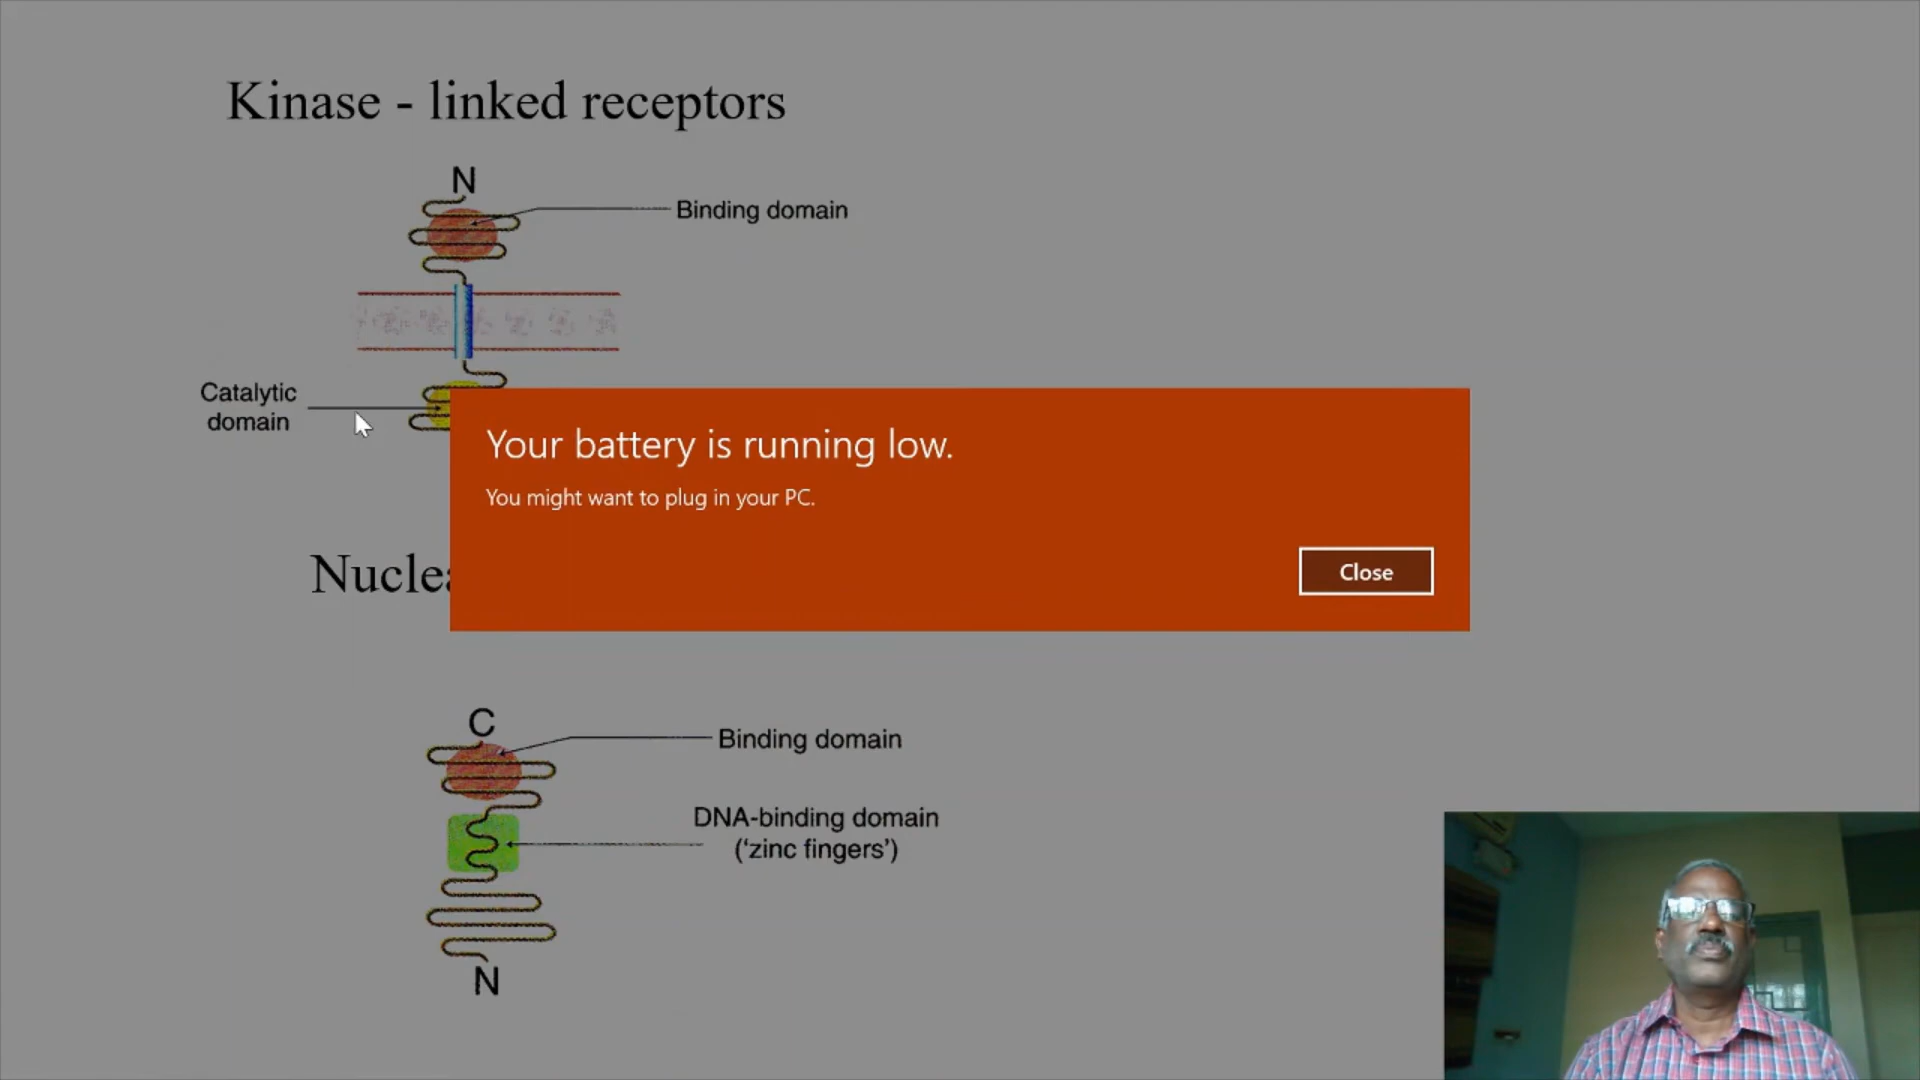 Kinase - linked receptors
N
Binding domain
Catalytic
domain
Your battery is running low.
You might want to plug in your PC.
Close
C
Binding domain
DNA-binding domain
(‘zinc fingers’)
N